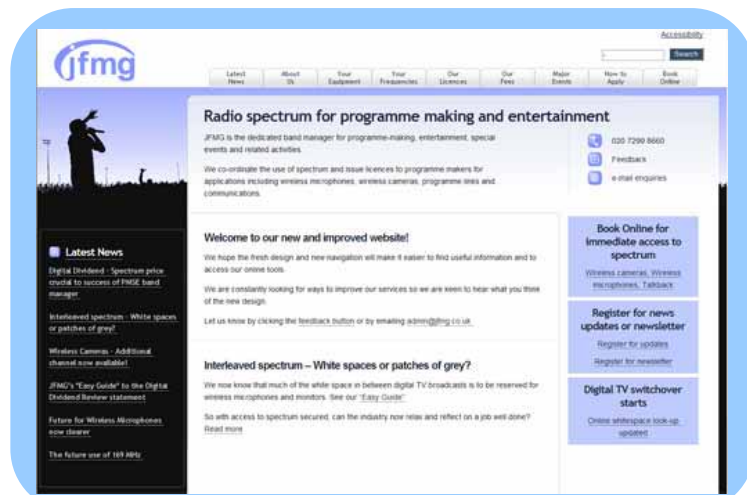 Accessibility
jfmg
Search
Latest News
About Us
Your Equipment
Your Frequencies
Our Licences
Our Fees
Major Events
How to Apply
Book Online
Radio spectrum for programme making and entertainment
JFMG is the dedicated band manager for programme-making, entertainment, special
events and related activities.
We co-ordinate the use of spectrum and issue licences to programme makers for
applications including wireless microphones, wireless cameras, programme links and
communications.
020 7299 8660
Feedback
e-mail enquires
Latest News
Digital Dividend - Spectrum price
crucial to success of PMSE band
manager
Interleaved spectrum - White spaces
or patches of grey?
Wireless Cameras - Additional
channel now available!
JFMG's "Easy Guide" to the Digital
Dividend Review statement
Future for Wireless Microphones
now clearer
The future use of 169 MHz
Welcome to our new and improved website!
We hope the fresh design and new navigation will make it easier to find useful information and to
access our online tools.
We are constantly looking for ways to improve our services so we are keen to hear what you think
of the new design.
Let us know by clicking the feedback button or by emailing admin@jfmg.co.uk
Interleaved spectrum – White spaces or patches of grey?
We now know that much of the white space in between digital TV broadcasts is to be reserved for
wireless microphones and monitors. See our "Easy Guide"
So with access to spectrum secured, can the industry now relax and reflect on a job well done?
Read more
Book Online for
immediate access to
spectrum
Wireless cameras, Wireless
microphones, Talkback
Register for news
updates or newsletter
Register for updates
Register for newsletter
Digital TV switchover
starts
Online whitespace look-up
updated